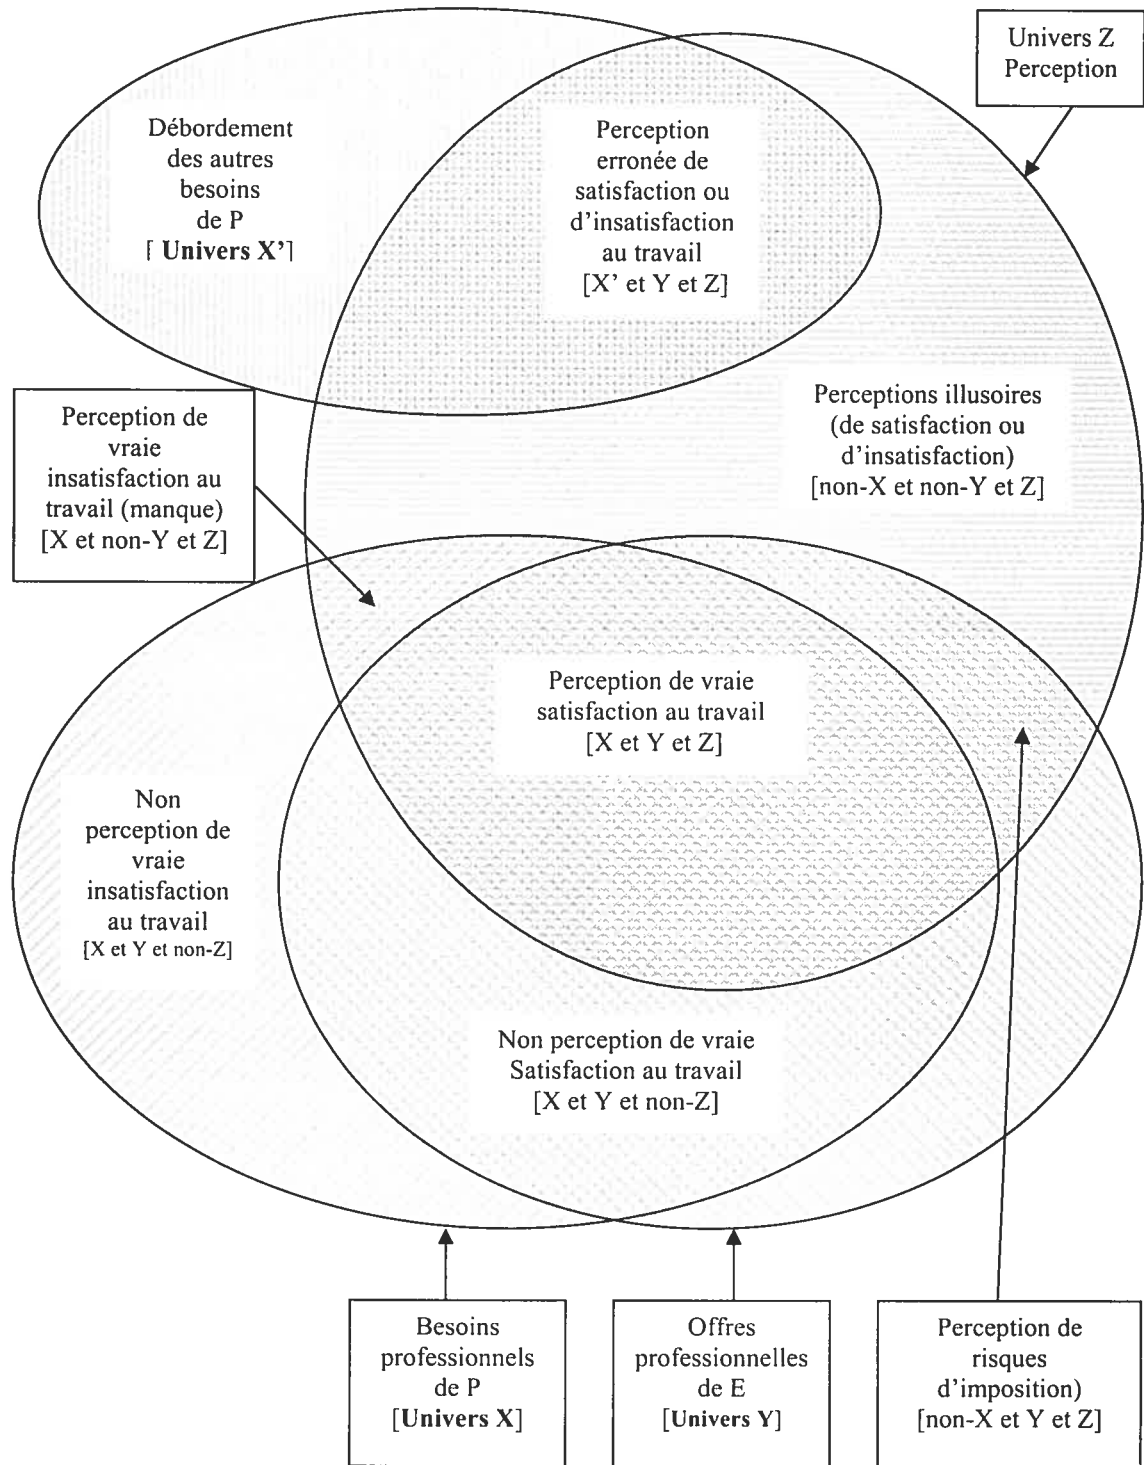 Univers Z
Perception
Débordement
des autres
besoins
de P
[ Univers X’]
Perception
erronée de
satisfaction ou
d’insatisfaction
au travail
[X’ et Y et Z]
Perception de
vraie
insatisfaction au
travail (manque)
[X et non-Y et Z]
Perceptions illusoires
(de satisfaction ou
d’insatisfaction)
[non-X et non-Y et Z]
Perception de vraie
satisfaction au travail
[X et Y et Z]
Non
perception de
vraie
insatisfaction
au travail
[X et Y et non-Z]
Non perception de vraie
Satisfaction au travail
[X et Y et non-Z]
Besoins
professionnels
de P
[Univers X]
Offres
professionnelles
de E
[Univers Y]
Perception de
risques
d’imposition)
[non-X et Y et Z]